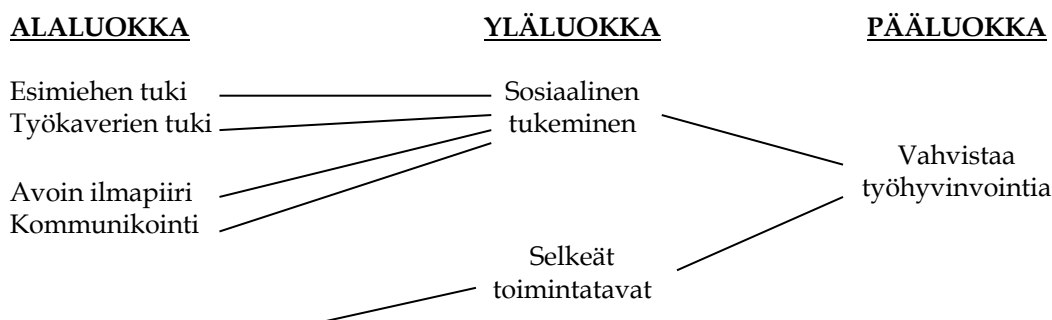 ALALUOKKA
YLÄLUOKKA
PÄÄLUOKKA
Esimiehen tuki
Työkaverien tuki
Avoin ilmapiiri
Kommunikointi
Sosiaalinen
tukeminen
Selkeät
toimintatavat
Vahvistaa
työhyvinvointia